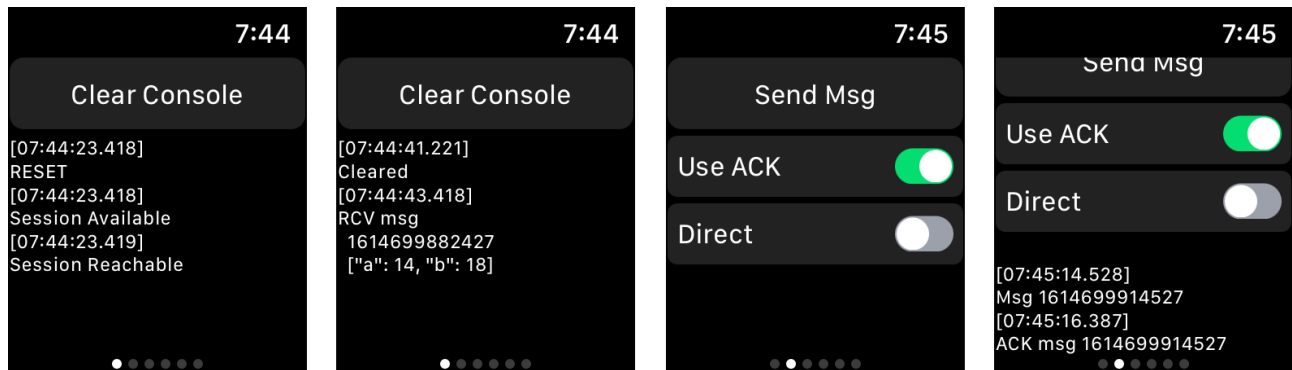 7:44
Clear Console
[07:44:23.418]
RESET
[07:44:23.418]
Session Available
[07:44:23.419]
Session Reachable
7:44
Clear Console
[07:44:41.221]
Cleared
[07:44:43.418]
RCV msg
1614699882427
["a": 14, "b": 18]
7:45
Send Msg
Use ACK
Direct
7:45
Send Msg
Use ACK
Direct
[07:45:14.528]
Msg 1614699914527
[07:45:16.387]
ACK msg 1614699914527